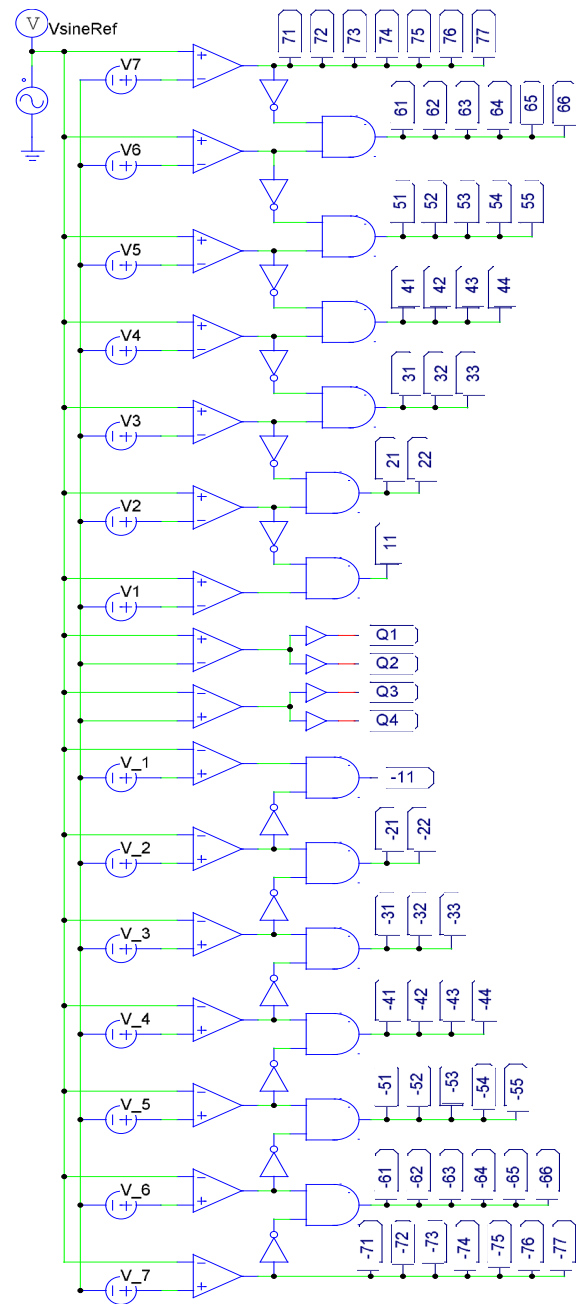 V
VsineRef
71 72 73 74 75 76 77
V7
61 62 63 64 65 66
V6
51 52 53 54 55
V5
41 42 43 44
V4
31 32 33
V3
21 22
V2
11
V1
Q1
Q2
Q3
Q4
V_1
-11
-21 -22
V_2
-31 -32 -33
V_3
-41 -42 -43 -44
V_4
-51 -52 -53 -54 -55
V_5
-61 -62 -63 -64 -65 -66
V_6
-71 -72 -73 -74 -75 -76 -77
V_7